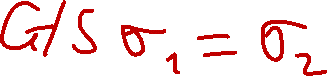 G/S σ₁ = σ₂